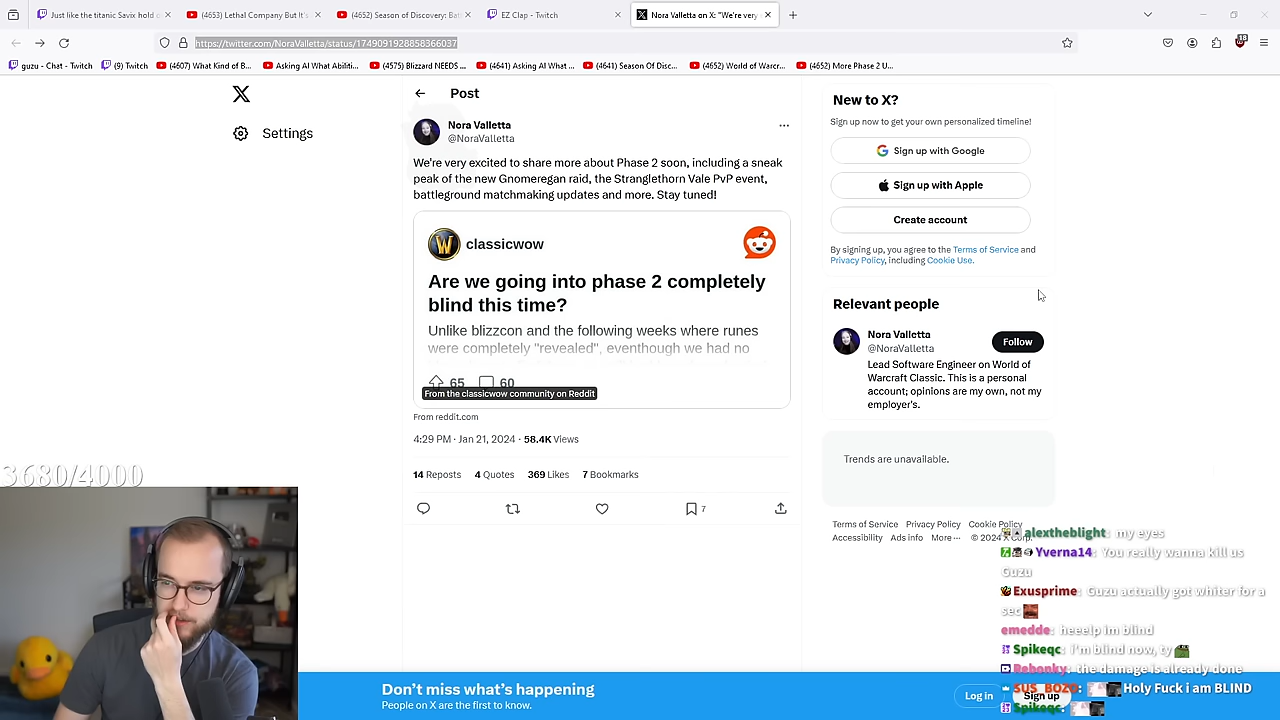 Just like the titanic Savix hold i
(4653) Lethal Company But It's
(4652) Season of Discovery: Bat
EZ Clap - Twitch
Nora Valletta on X: "We're very
https://twitter.com/NoraValletta/status/1749091928858366037
18
guzu - Chat - Twitch
(9) Twitch
(4607) What Kind of B...
Asking AI What Abiliti...
(4575) Blizzard NEEDS ...
(4641) Asking AI What ...
(4641) Season Of Disc...
(4652) World of Warcr...
(4652) More Phase 2 U...
Settings
Post
Nora Valletta
@NoraValletta
We're very excited to share more about Phase 2 soon, including a sneak
peak of the new Gnomeregan raid, the Stranglethorn Vale PvP event,
battleground matchmaking updates and more. Stay tuned!
classicwow
Are we going into phase 2 completely
blind this time?
Unlike blizzcon and the following weeks where runes
were completely "revealed", eventhough we had no
65 60
From the classicwow community on Reddit
From reddit.com
4:29 PM · Jan 21, 2024 · 58.4K Views
14 Reposts 4 Quotes 369 Likes 7 Bookmarks
7
New to X?
Sign up now to get your own personalized timeline!
Sign up with Google
Sign up with Apple
Create account
By signing up, you agree to the Terms of Service and
Privacy Policy, including Cookie Use.
Relevant people
Nora Valletta
@NoraValletta
Follow
Lead Software Engineer on World of
Warcraft Classic. This is a personal
account; opinions are my own, not my
employer's.
Trends are unavailable.
Terms of Service Privacy Policy Cookie Policy
Accessibility Ads info More ··· © 2024 X Corp.
3680/4000
alextheblight: my eyes
Yverna14: You really wanna kill us
Guzu
Exusprime: Guzu actually got whiter for a
sec
emedde: heeelp im blind
Spikeqc: i'm blind now, ty
Rebonky: the damage is already done
SUS_BOZO: Holy Fuck i am BLIND
Spikeqc:
Don't miss what's happening
People on X are the first to know.
Log in
Sign up